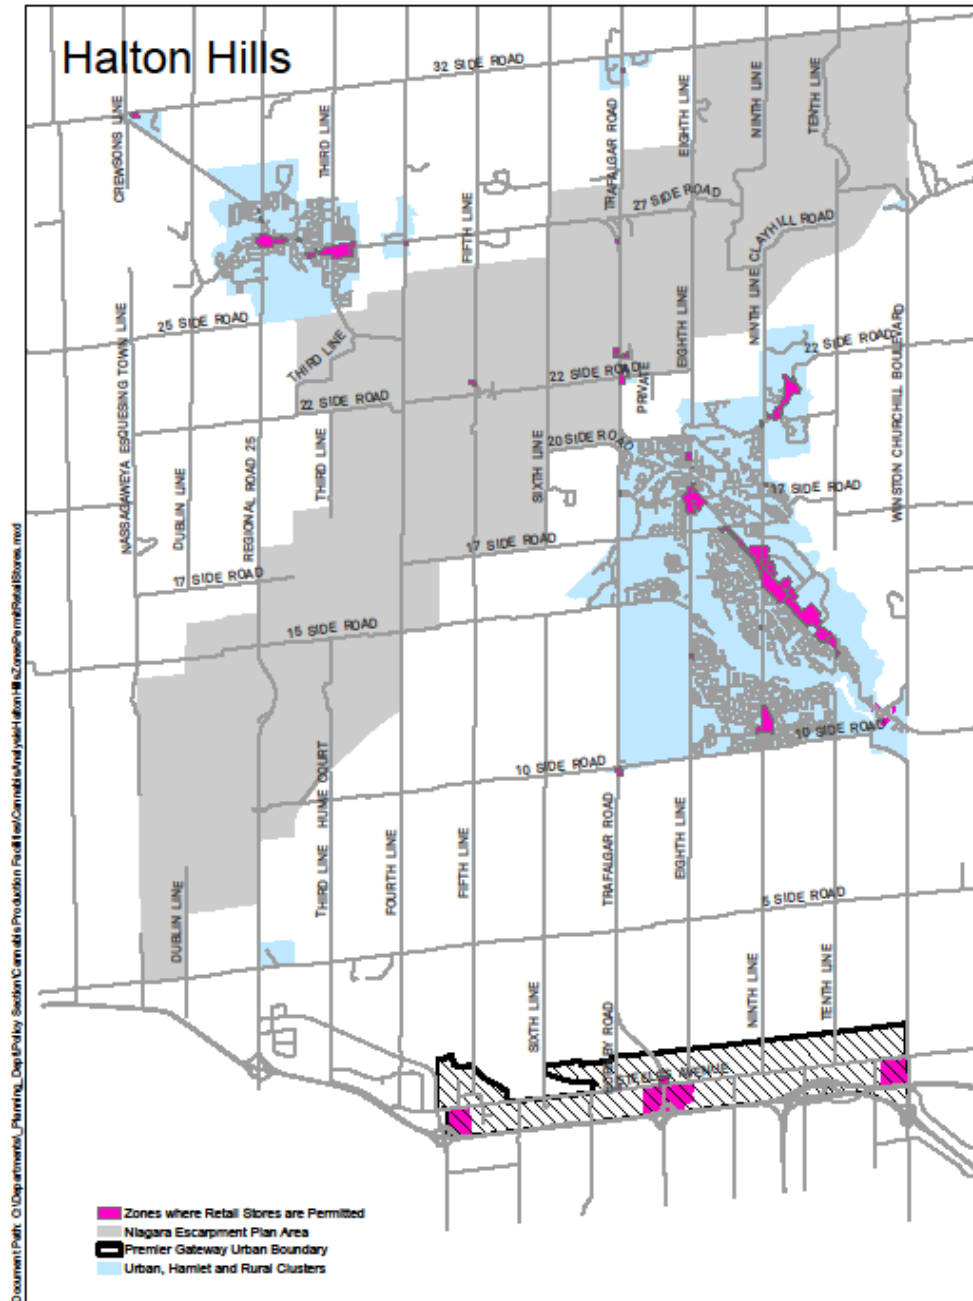 Halton Hills
32 SIDE ROAD
CREWSONS LINE
THIRD LINE
TRAFALGAR ROAD
EIGHTH LINE
NINTH LINE
TENTH LINE
27 SIDE ROAD
FIFTH LINE
CLAYHILL ROAD
NINTH LINE
25 SIDE ROAD
NASSAGAWEYA ESQUESING TOWN LINE
THIRD LINE
EIGHTH LINE
22 SIDE ROAD
WINSTON CHURCHILL BOULEVARD
22 SIDE ROAD
PRIVATE
22 SIDE ROAD
20 SIDE ROAD
DUBLIN LINE
REGIONAL ROAD 25
THIRD LINE
SIXTH LINE
17 SIDE ROAD
17 SIDE ROAD
17 SIDE ROAD
15 SIDE ROAD
10 SIDE ROAD
10 SIDE ROAD
HUME COURT
THIRD LINE
FOURTH LINE
FIFTH LINE
TRAFALGAR ROAD
EIGHTH LINE
5 SIDE ROAD
DUBLIN LINE
SIXTH LINE
NINTH LINE
TENTH LINE
AVENUE
Zones where Retail Stores are Permitted
Niagara Escarpment Plan Area
Premier Gateway Urban Boundary
Urban, Hamlet and Rural Clusters